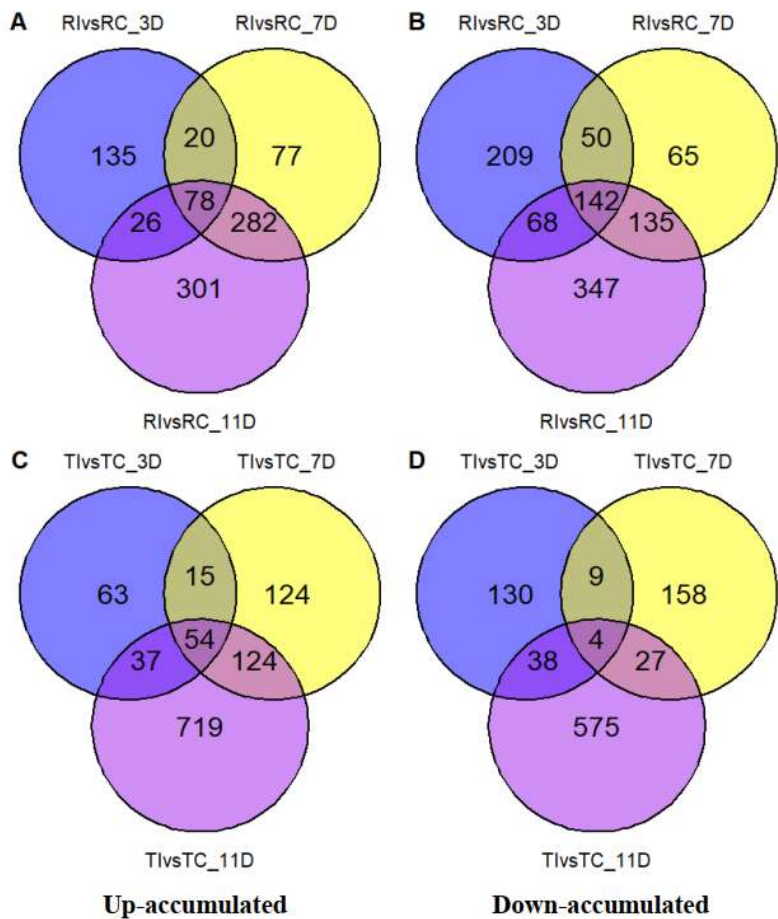 A RIvsRC_3D RIvsRC_7D
135 20 77
78
26 282
301
RIvsRC_11D
B RIvsRC_3D RIvsRC_7D
209 50 65
142
68 135
347
RIvsRC_11D
C TIvsTC_3D TIvsTC_7D
63 15 124
54
37 124
719
TIvsTC_11D
D TIvsTC_3D TIvsTC_7D
130 9 158
4
38 27
575
TIvsTC_11D
Up-accumulated
Down-accumulated